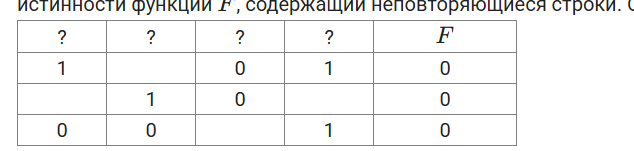 истинности функции F, содержащий неповторяющиеся строки.
? ? ? ? F
1 0 1 0
1 0 0
0 0 1 0